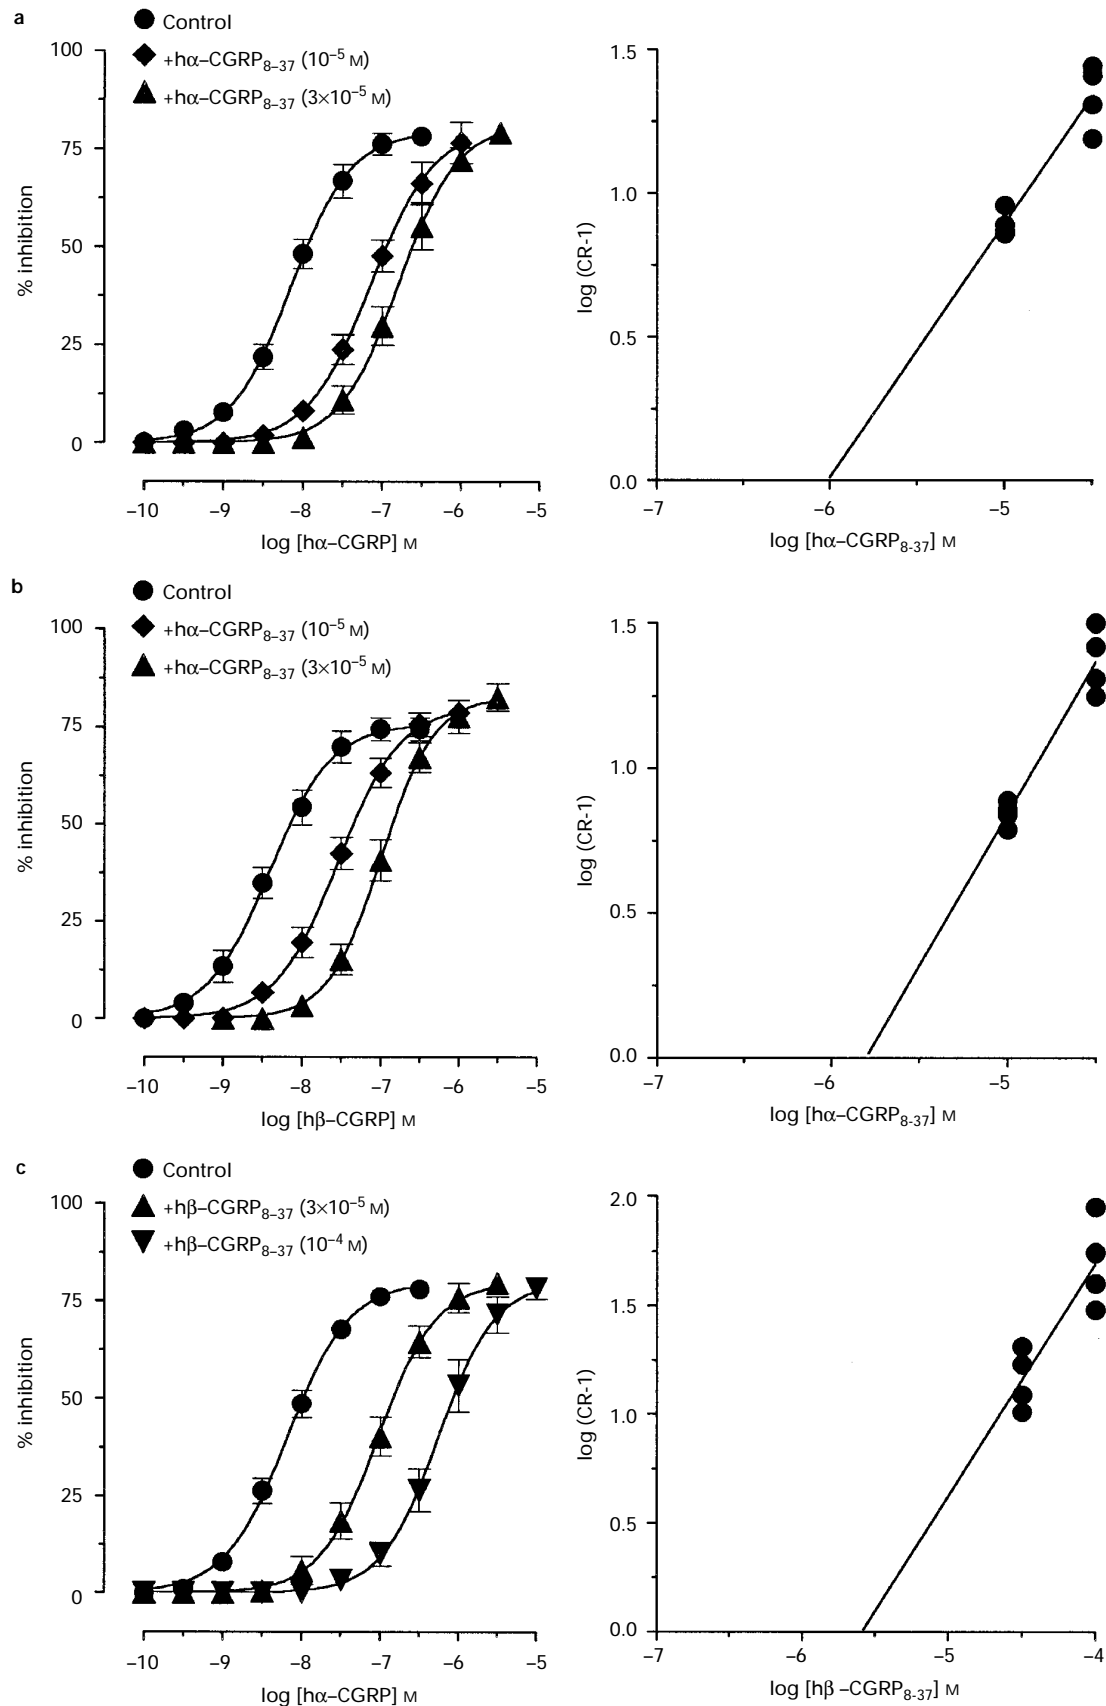 a
Control
+hα–CGRP8–37 (10–5 M)
+hα–CGRP8–37 (3×10–5 M)
100
75
50
25
0
% inhibition
–10 –9 –8 –7 –6 –5
log [hα–CGRP] M
1.5
1.0
0.5
0.0
log (CR-1)
–7 –6 –5
log [hα–CGRP8-37] M
b
Control
+hα–CGRP8–37 (10–5 M)
+hα–CGRP8–37 (3×10–5 M)
100
75
50
25
0
% inhibition
–10 –9 –8 –7 –6 –5
log [hβ–CGRP] M
1.5
1.0
0.5
0.0
log (CR-1)
–7 –6 –5
log [hα–CGRP8-37] M
c
Control
+hβ–CGRP8–37 (3×10–5 M)
+hβ–CGRP8–37 (10–4 M)
100
75
50
25
0
% inhibition
–10 –9 –8 –7 –6 –5
log [hα–CGRP] M
2.0
1.5
1.0
0.5
0.0
log (CR-1)
–7 –6 –5 –4
log [hβ –CGRP8-37] M